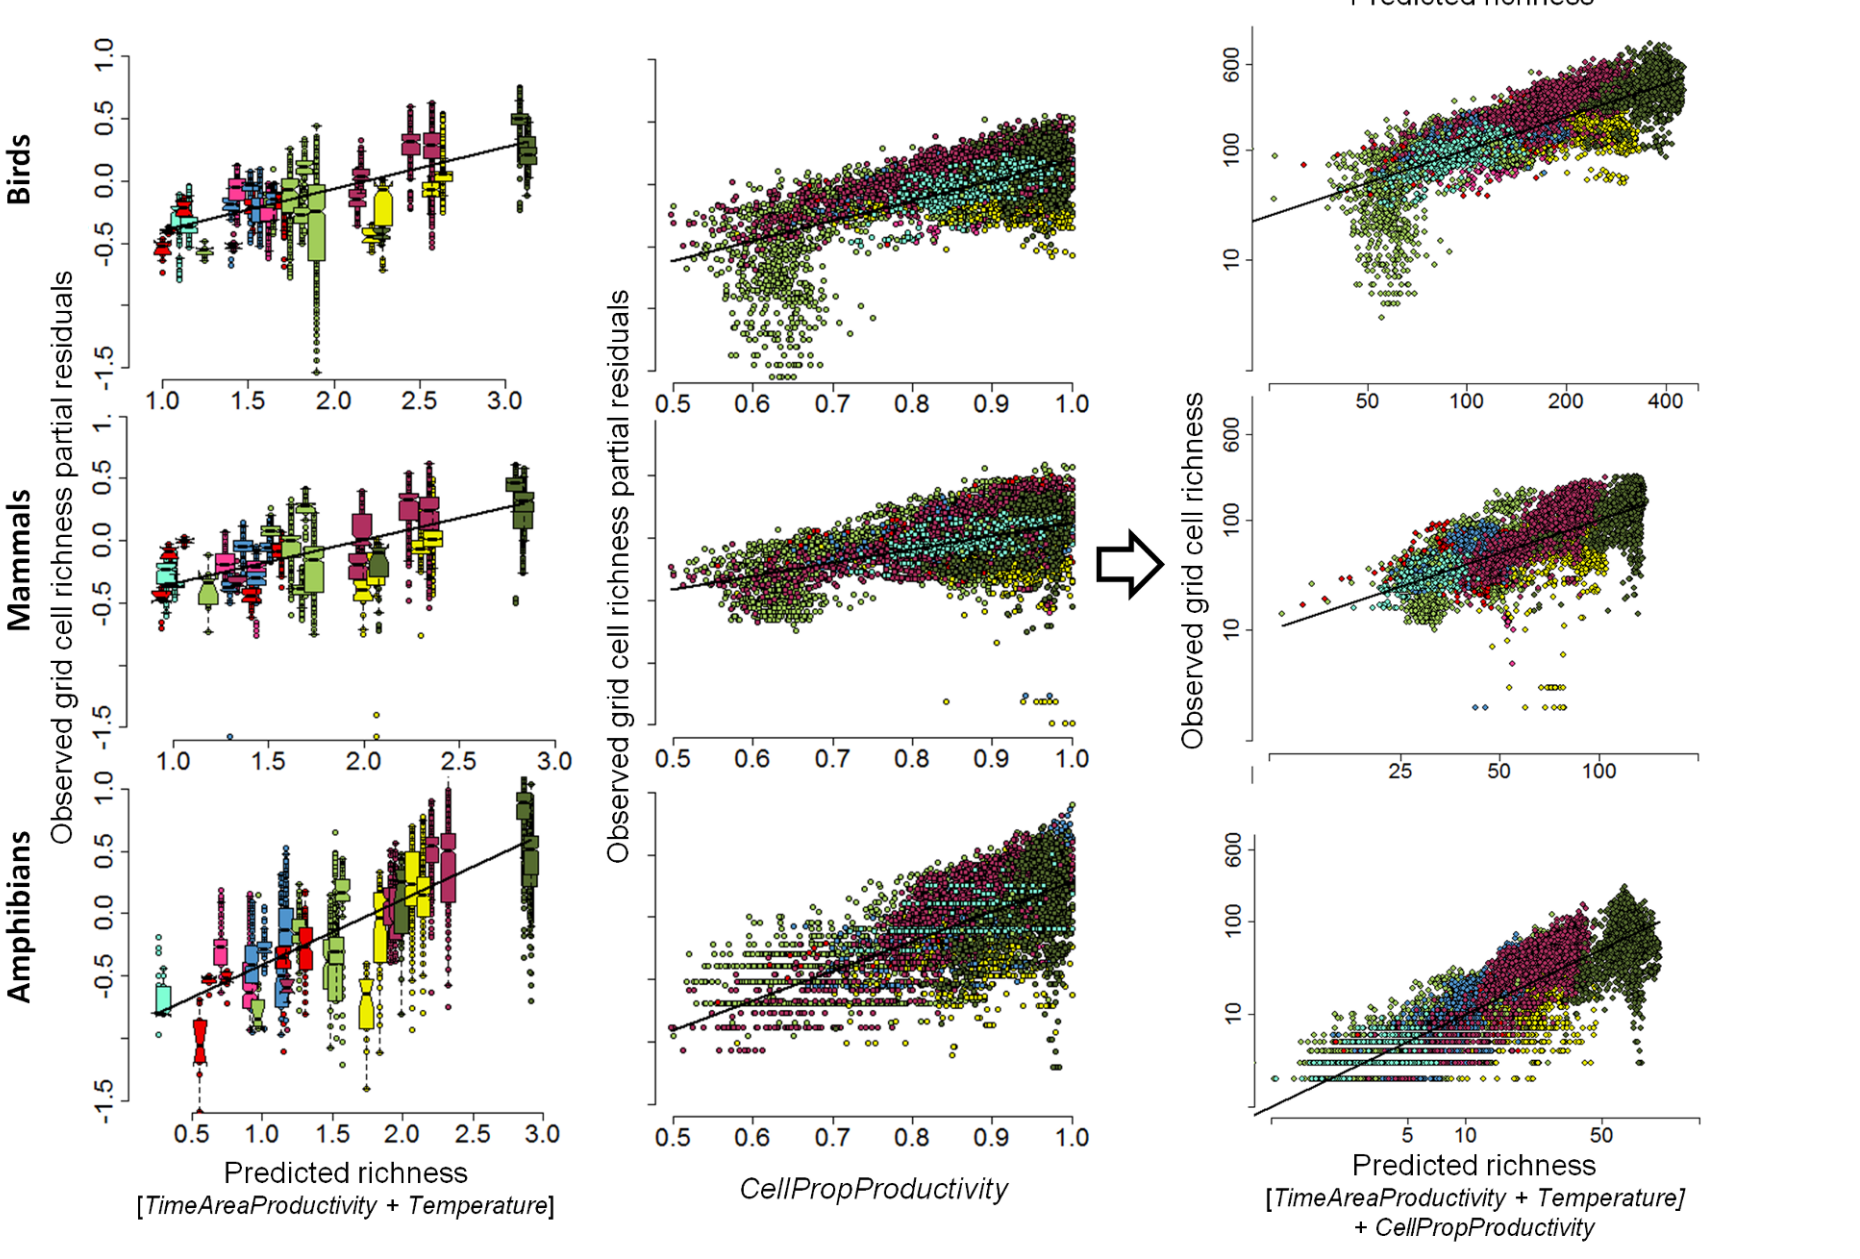 Predicted richness
Birds
Mammals
Amphibians
Observed grid cell richness partial residuals
1.0
0.5
0.0
-0.5
-1.5
1.0 1.5 2.0 2.5 3.0
1.
0.5
0.0
-0.5
-1.5
1.0 1.5 2.0 2.5 3.0
1.0
0.5
0.0
-0.5
-1.5
0.5 1.0 1.5 2.0 2.5 3.0
Predicted richness
[TimeAreaProductivity + Temperature]
Observed grid cell richness partial residuals
0.5 0.6 0.7 0.8 0.9 1.0
0.5 0.6 0.7 0.8 0.9 1.0
0.5 0.6 0.7 0.8 0.9 1.0
CellPropProductivity
Observed grid cell richness
600
100
10
50 100 200 400
600
100
10
25 50 100
600
100
10
5 10 50
Predicted richness
[TimeAreaProductivity + Temperature]
+ CellPropProductivity